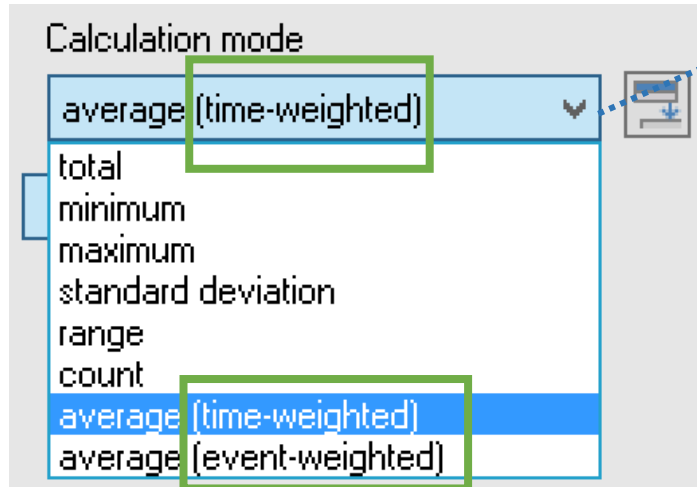 Calculation mode
average (time-weighted)
total
minimum
maximum
standard deviation
range
count
average (time-weighted)
average (event-weighted)